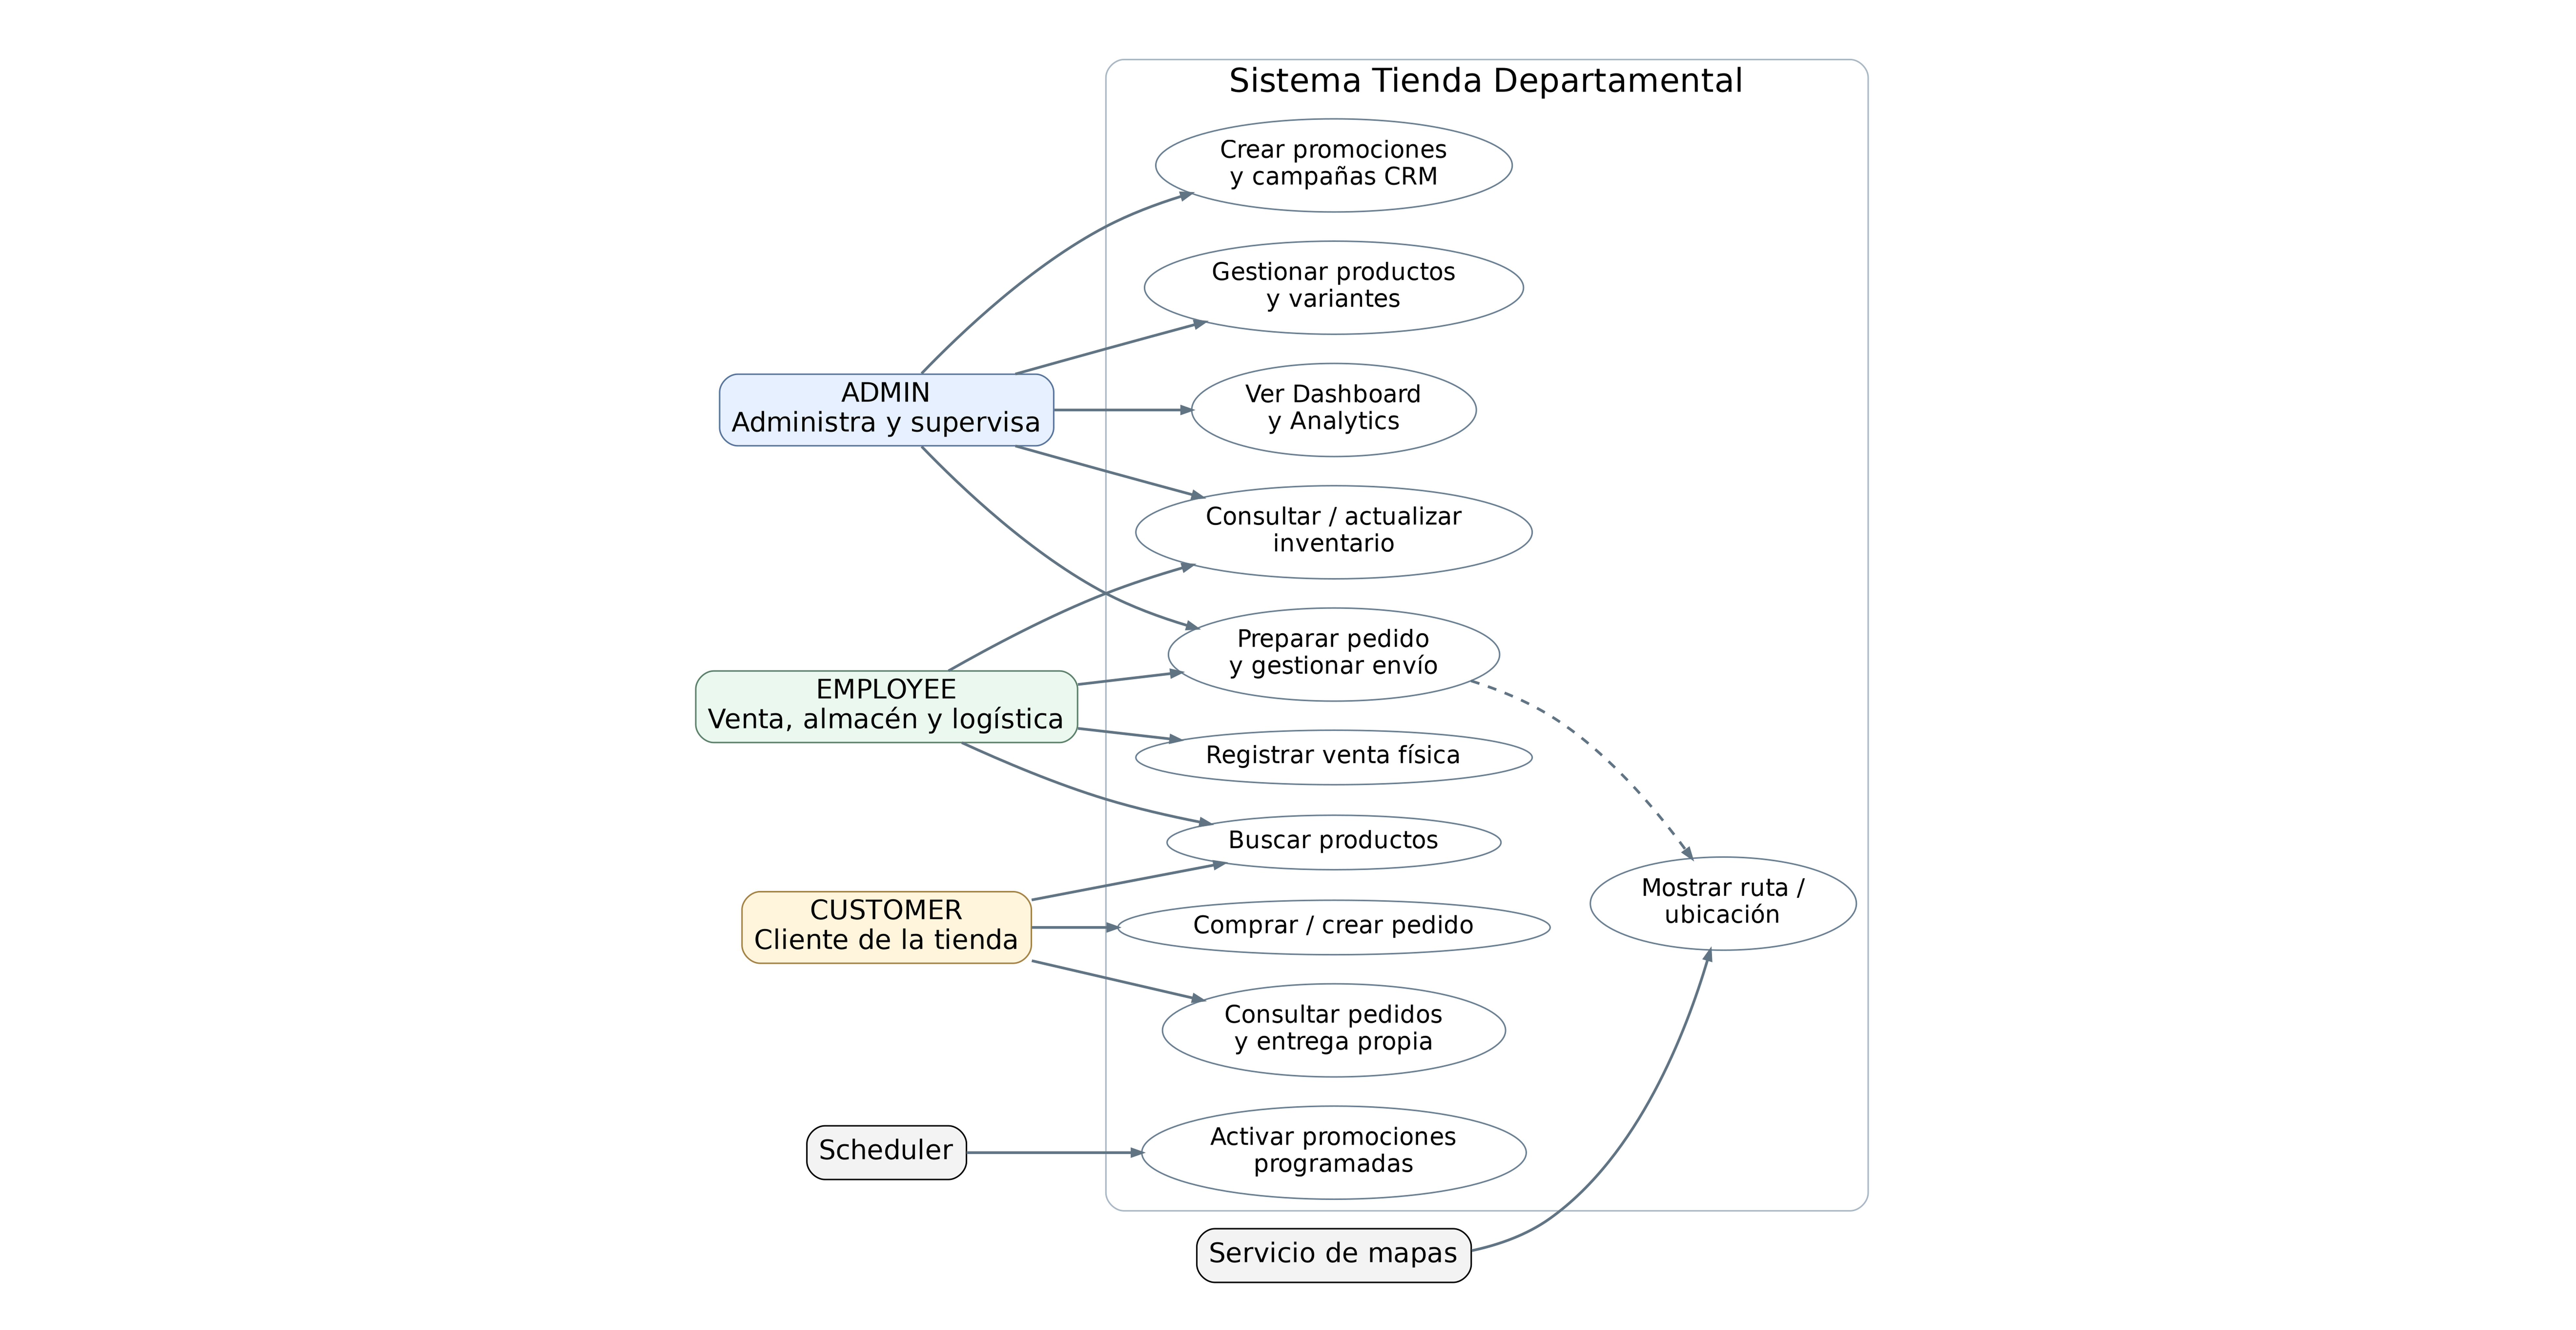 Sistema Tienda Departamental
Crear promociones
y campañas CRM
Gestionar productos
y variantes
ADMIN
Administra y supervisa
Ver Dashboard
y Analytics
Consultar / actualizar
inventario
Preparar pedido
y gestionar envío
EMPLOYEE
Venta, almacén y logística
Registrar venta física
Buscar productos
CUSTOMER
Cliente de la tienda
Comprar / crear pedido
Mostrar ruta /
ubicación
Consultar pedidos
y entrega propia
Scheduler
Activar promociones
programadas
Servicio de mapas